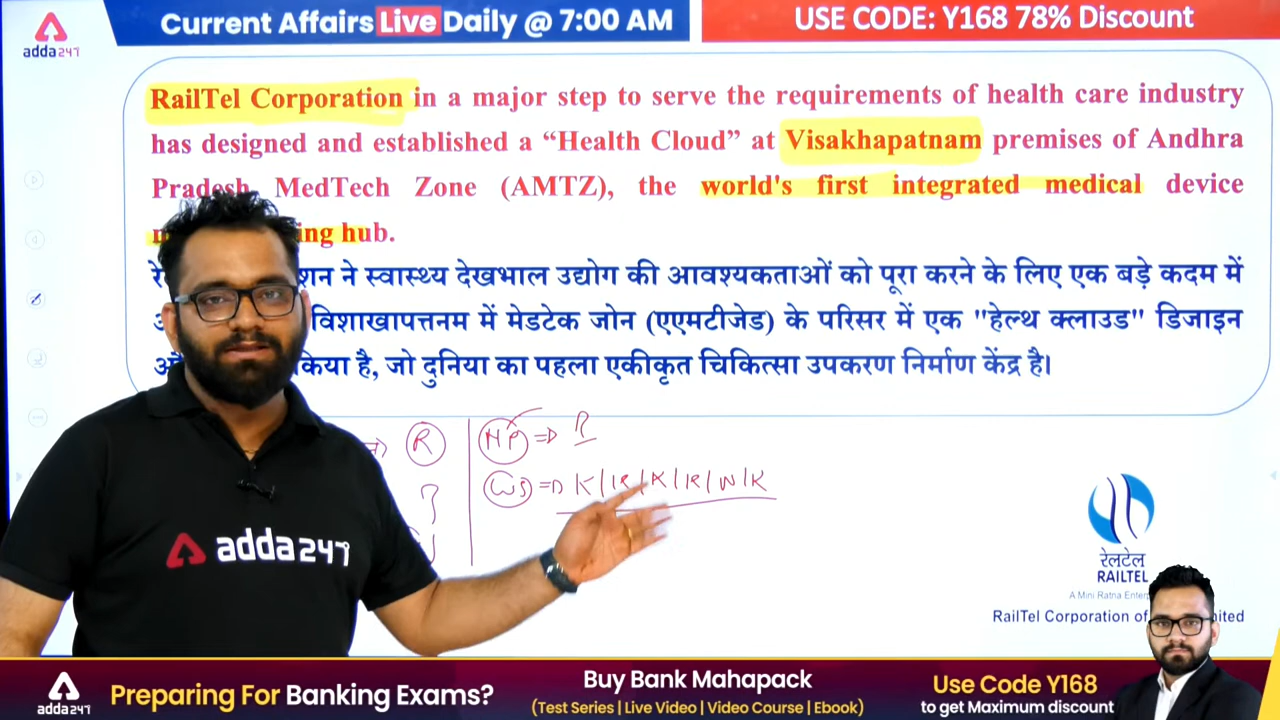 adda247
Current Affairs Live Daily @ 7:00 AM
USE CODE: Y168 78% Discount
RailTel Corporation in a major step to serve the requirements of health care industry
has designed and established a “Health Cloud” at Visakhapatnam premises of Andhra
Pradesh MedTech Zone (AMTZ), the world's first integrated medical device
ing hub.
शन ने स्वास्थ्य देखभाल उद्योग की आवश्यकताओं को पूरा करने के लिए एक बड़े कदम में
विशाखापत्तनम में मेडटेक जोन (एएमटीजेड) के परिसर में एक "हेल्थ क्लाउड" डिजाइन
किया है, जो दुनिया का पहला एकीकृत चिकित्सा उपकरण निर्माण केंद्र है।
R
K
adda247
रेलटेल
RAILTEL
A Mini Ratna
RailTel Corporation of
adda247
Preparing For Banking Exams?
Buy Bank Mahapack
(Test Series | Live Video | Video Course | Ebook)
Use Code Y168
to get Maximum discount